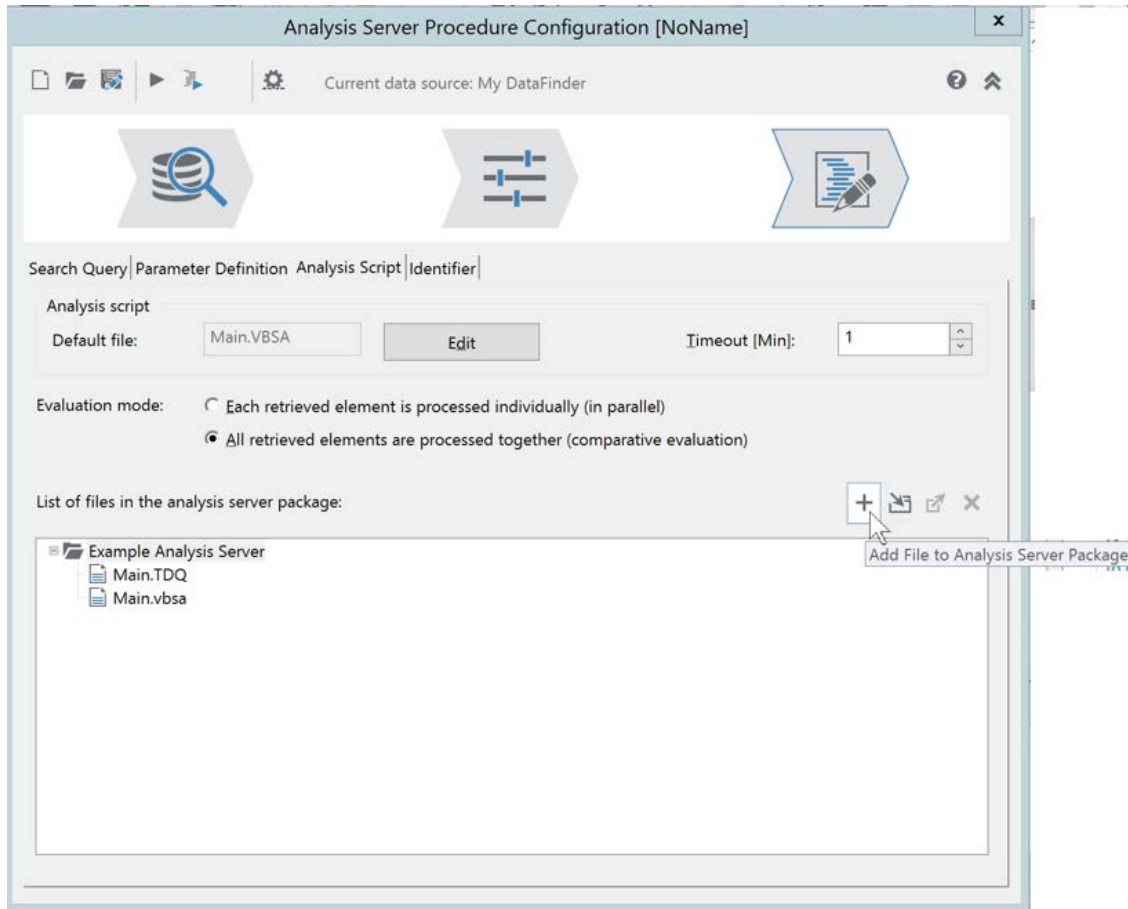 Analysis Server Procedure Configuration [NoName]
x
Current data source: My DataFinder
Search Query Parameter Definition Analysis Script Identifier
Analysis script
Default file: Main.VBSA Edit Timeout [Min]: 1
Evaluation mode: Each retrieved element is processed individually (in parallel)
All retrieved elements are processed together (comparative evaluation)
List of files in the analysis server package:
Add File to Analysis Server Package
Example Analysis Server
Main.TDQ
Main.vbsa